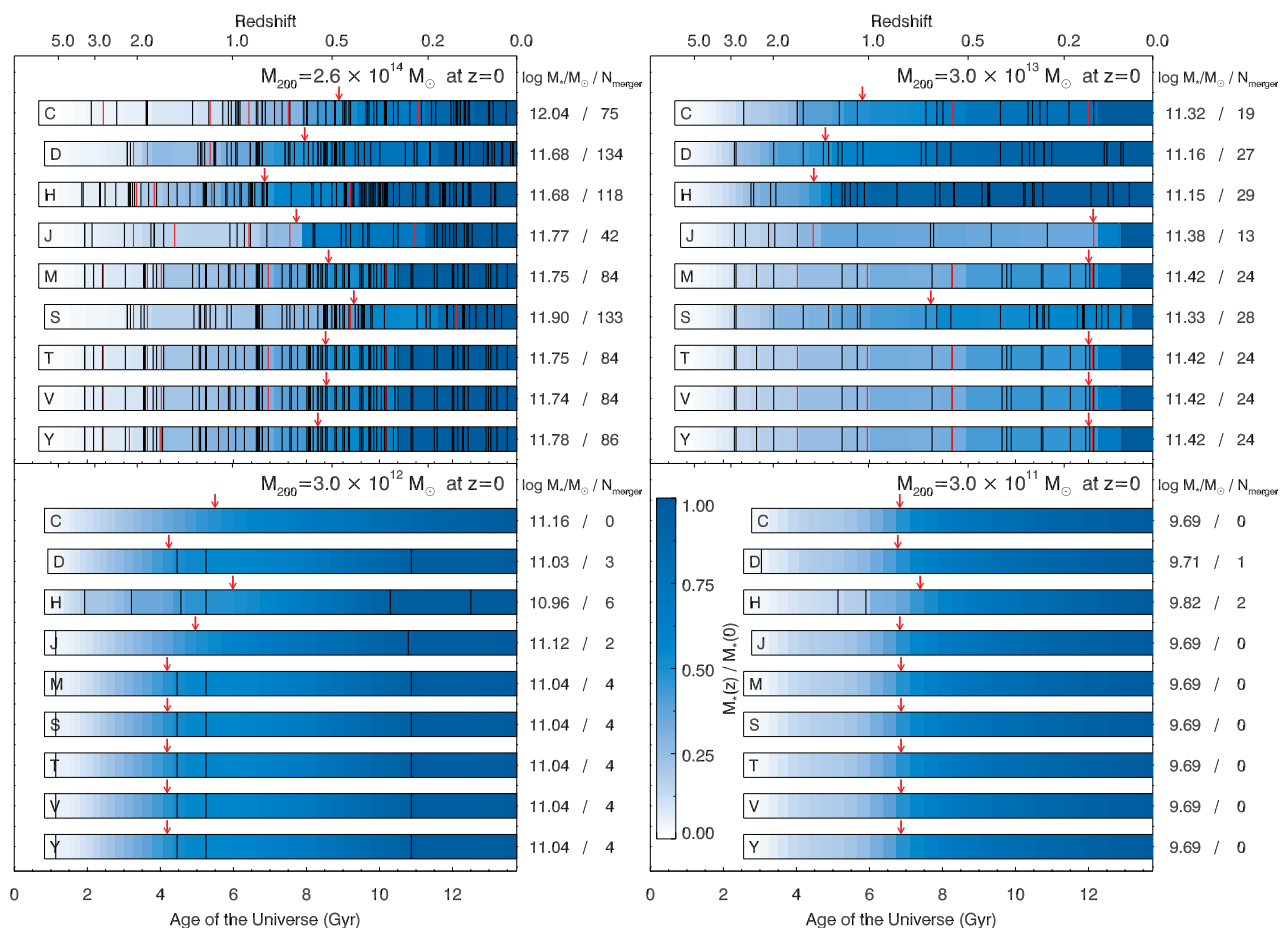 Redshift
5.0 3.0 2.0 1.0 0.5 0.2 0.0
M200=2.6 × 10^14 M⊙ at z=0
log M*/M⊙ / Nmerger
C 12.04 / 75
D 11.68 / 134
H 11.68 / 118
J 11.77 / 42
M 11.75 / 84
S 11.90 / 133
T 11.75 / 84
V 11.74 / 84
Y 11.78 / 86
Redshift
5.0 3.0 2.0 1.0 0.5 0.2 0.0
M200=3.0 × 10^13 M⊙ at z=0
log M*/M⊙ / Nmerger
C 11.32 / 19
D 11.16 / 27
H 11.15 / 29
J 11.38 / 13
M 11.42 / 24
S 11.33 / 28
T 11.42 / 24
V 11.42 / 24
Y 11.42 / 24
M200=3.0 × 10^12 M⊙ at z=0
log M*/M⊙ / Nmerger
C 11.16 / 0
D 11.03 / 3
H 10.96 / 6
J 11.12 / 2
M 11.04 / 4
S 11.04 / 4
T 11.04 / 4
V 11.04 / 4
Y 11.04 / 4
0 2 4 6 8 10 12
Age of the Universe (Gyr)
M200=3.0 × 10^11 M⊙ at z=0
log M*/M⊙ / Nmerger
1.00
0.75
0.50
0.25
0.00
M*(z) / M*(0)
C 9.69 / 0
D 9.71 / 1
H 9.82 / 2
J 9.69 / 0
M 9.69 / 0
S 9.69 / 0
T 9.69 / 0
V 9.69 / 0
Y 9.69 / 0
0 2 4 6 8 10 12
Age of the Universe (Gyr)